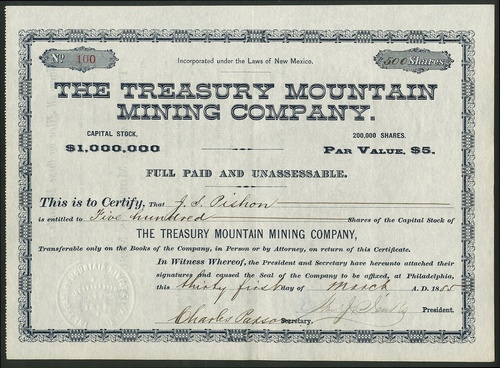 No 100
500 Shares
Incorporated under the Laws of New Mexico.
THE TREASURY MOUNTAIN
MINING COMPANY.
CAPITAL STOCK,
$1,000,000
200,000 SHARES.
PAR VALUE, $5.
FULL PAID AND UNASSESSABLE.
This is to Certify, That J. S. Pishon
is entitled to Five hundred Shares of the Capital Stock of
THE TREASURY MOUNTAIN MINING COMPANY,
Transferable only on the Books of the Company, in Person or by Attorney, on return of this Certificate.
In Witness Whereof, the President and Secretary have hereunto attached their
signatures and caused the Seal of the Company to be affixed, at Philadelphia,
this thirty first day of March A. D. 1855
President.
Charles Secretary.